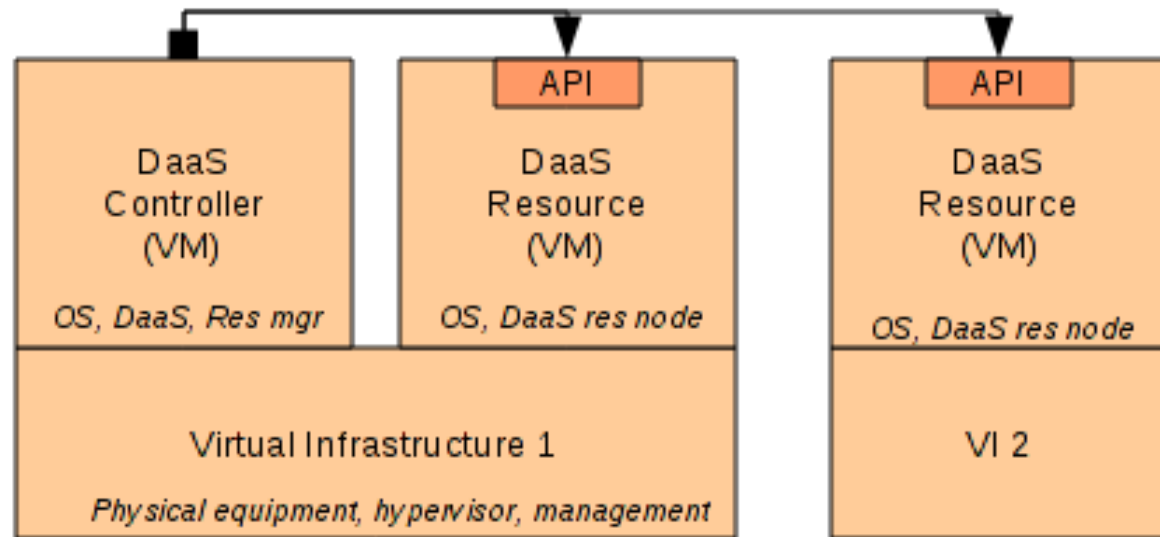 API
API
DaaS
Controller
(VM)
OS, DaaS, Res mgr
DaaS
Resource
(VM)
OS, DaaS res node
DaaS
Resource
(VM)
OS, DaaS res node
Virtual Infrastructure 1
Physical equipment, hypervisor, management
VI 2